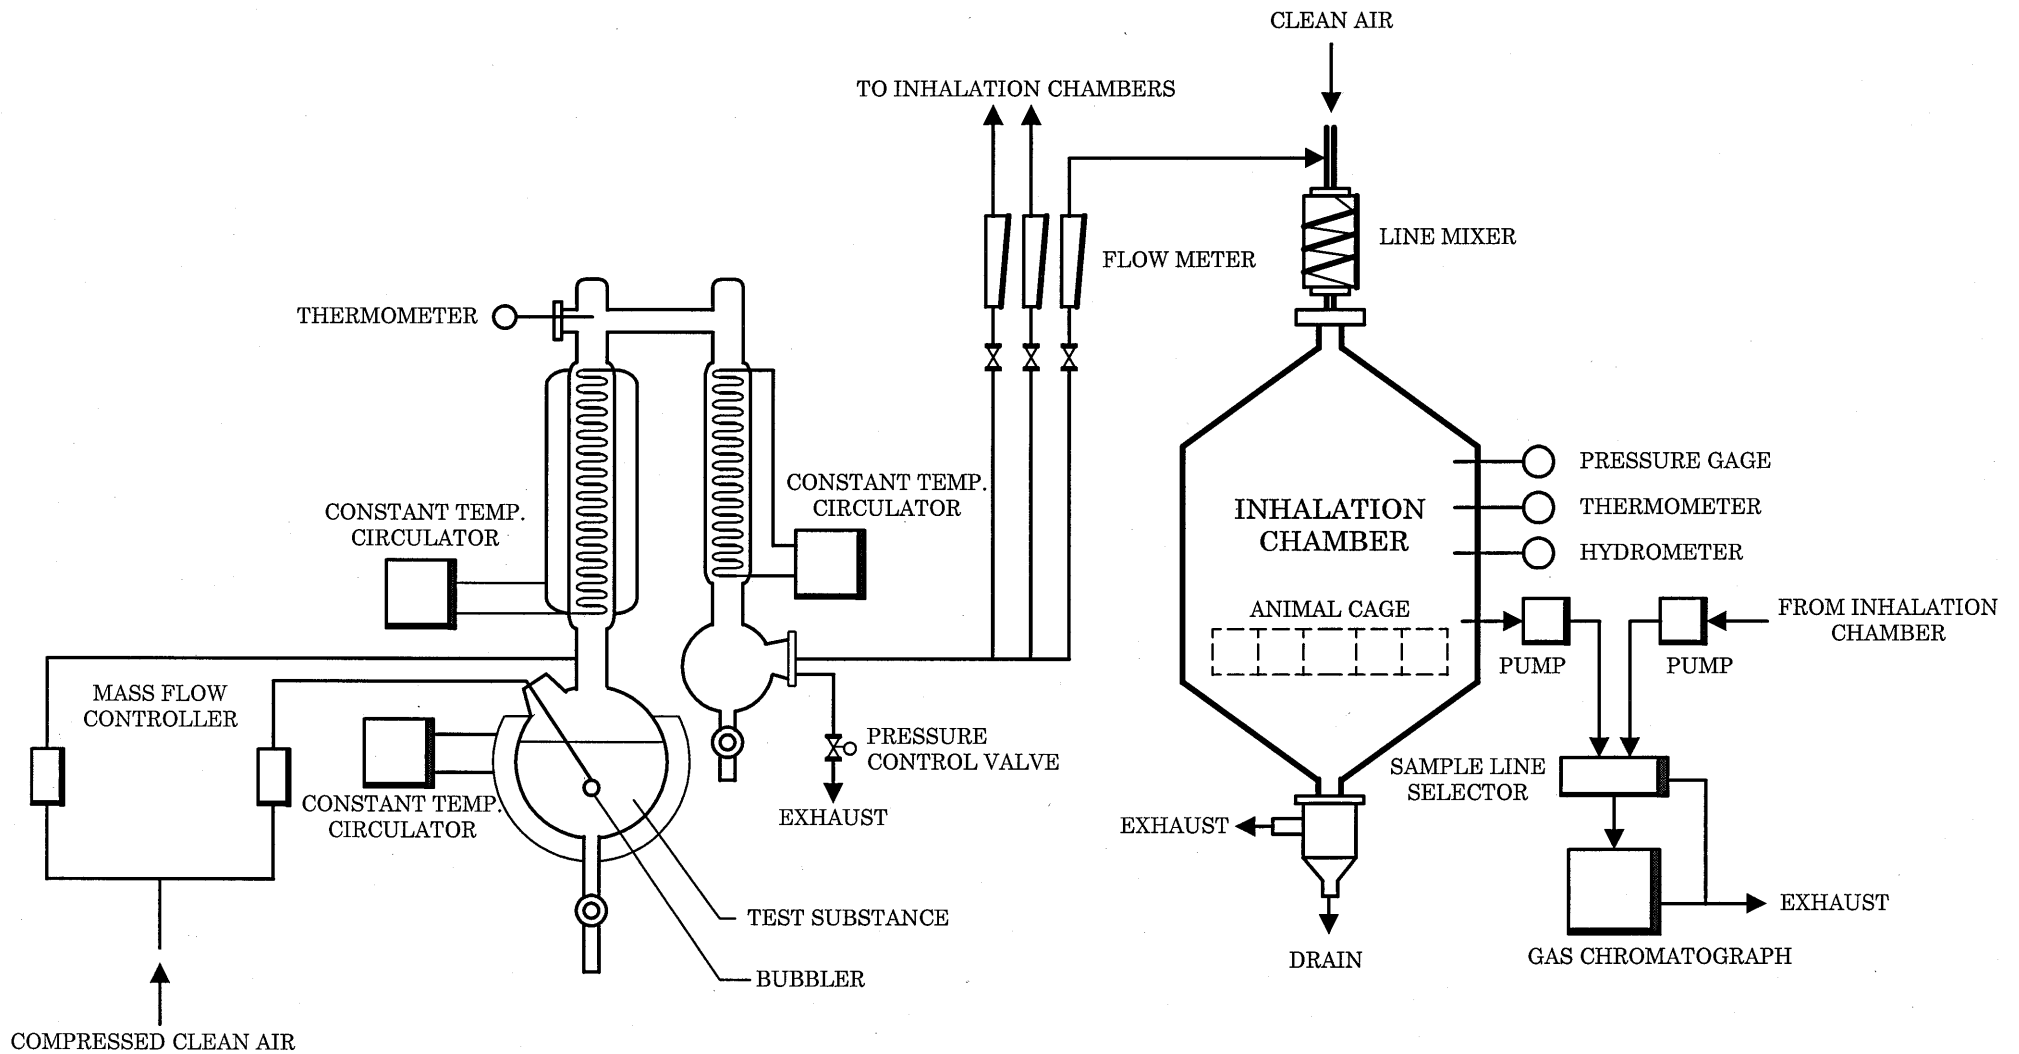 CLEAN AIR
TO INHALATION CHAMBERS
LINE MIXER
FLOW METER
THERMOMETER
CONSTANT TEMP.
CIRCULATOR
CONSTANT TEMP.
CIRCULATOR
INHALATION
CHAMBER
PRESSURE GAGE
THERMOMETER
HYDROMETER
ANIMAL CAGE
PUMP
PUMP
FROM INHALATION
CHAMBER
MASS FLOW
CONTROLLER
CONSTANT TEMP.
CIRCULATOR
PRESSURE
CONTROL VALVE
EXHAUST
SAMPLE LINE
SELECTOR
EXHAUST
TEST SUBSTANCE
BUBBLER
DRAIN
EXHAUST
GAS CHROMATOGRAPH
COMPRESSED CLEAN AIR